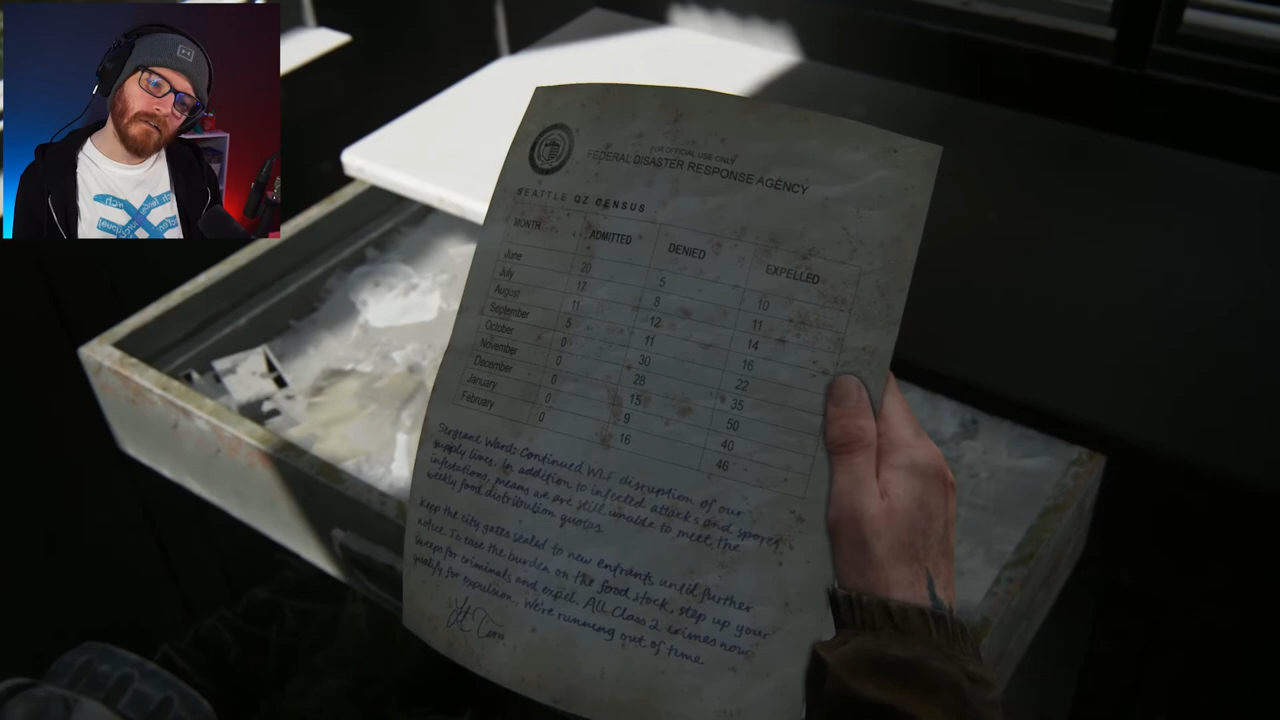 FOR OFFICIAL USE ONLY
FEDERAL DISASTER RESPONSE AGENCY
SEATTLE QZ CENSUS
MONTH ADMITTED DENIED EXPELLED
June 20 5 10
July 17 8 11
August 11 12 14
September 5 11 16
October 0 30 22
November 0 28 35
December 0 15 50
January 0 9 40
February 0 16 46
Sergeant Ward: Continued WLF disruption of our
supply lines, in addition to infected attacks and spores
infestations, means we are still unable to meet the
weekly food distribution quotas.
Keep the city gates sealed to new entrants until further
notice. To ease the burden on the food stock, step up your
sweeps for criminals and expel. All Class 2 crimes now
qualify for expulsion. We're running out of time.